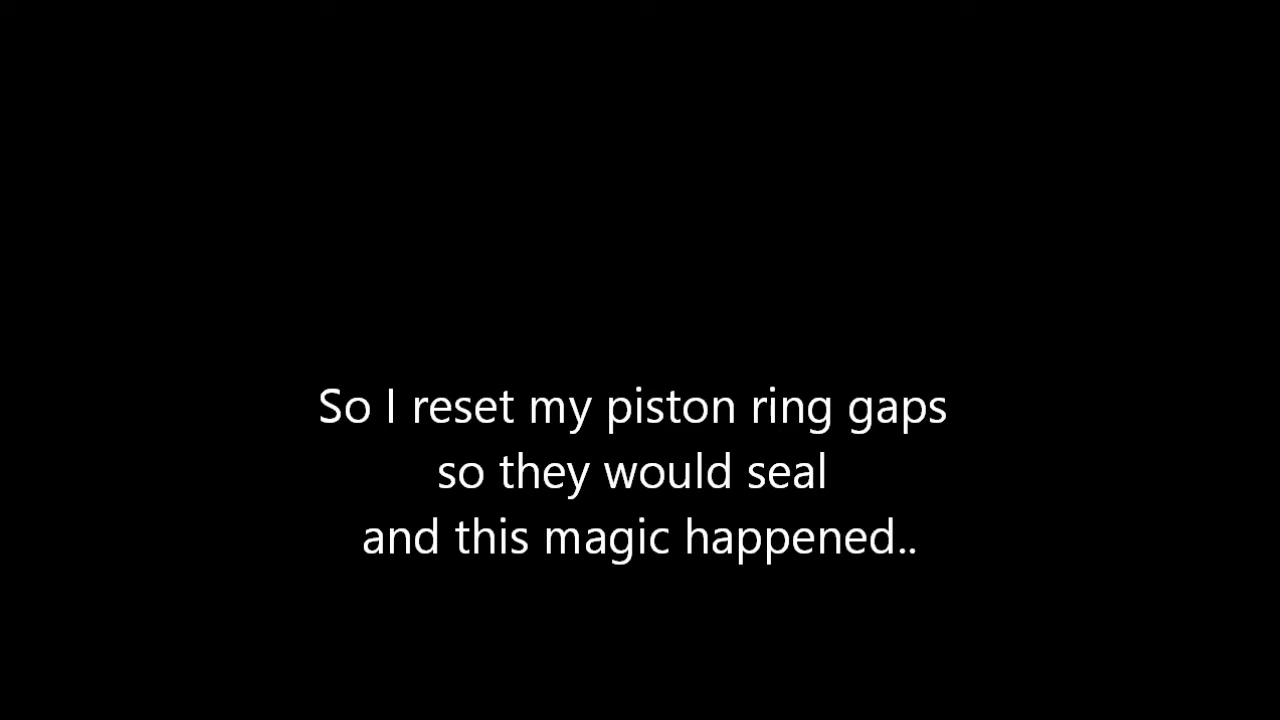 So I reset my piston ring gaps
so they would seal
and this magic happened..